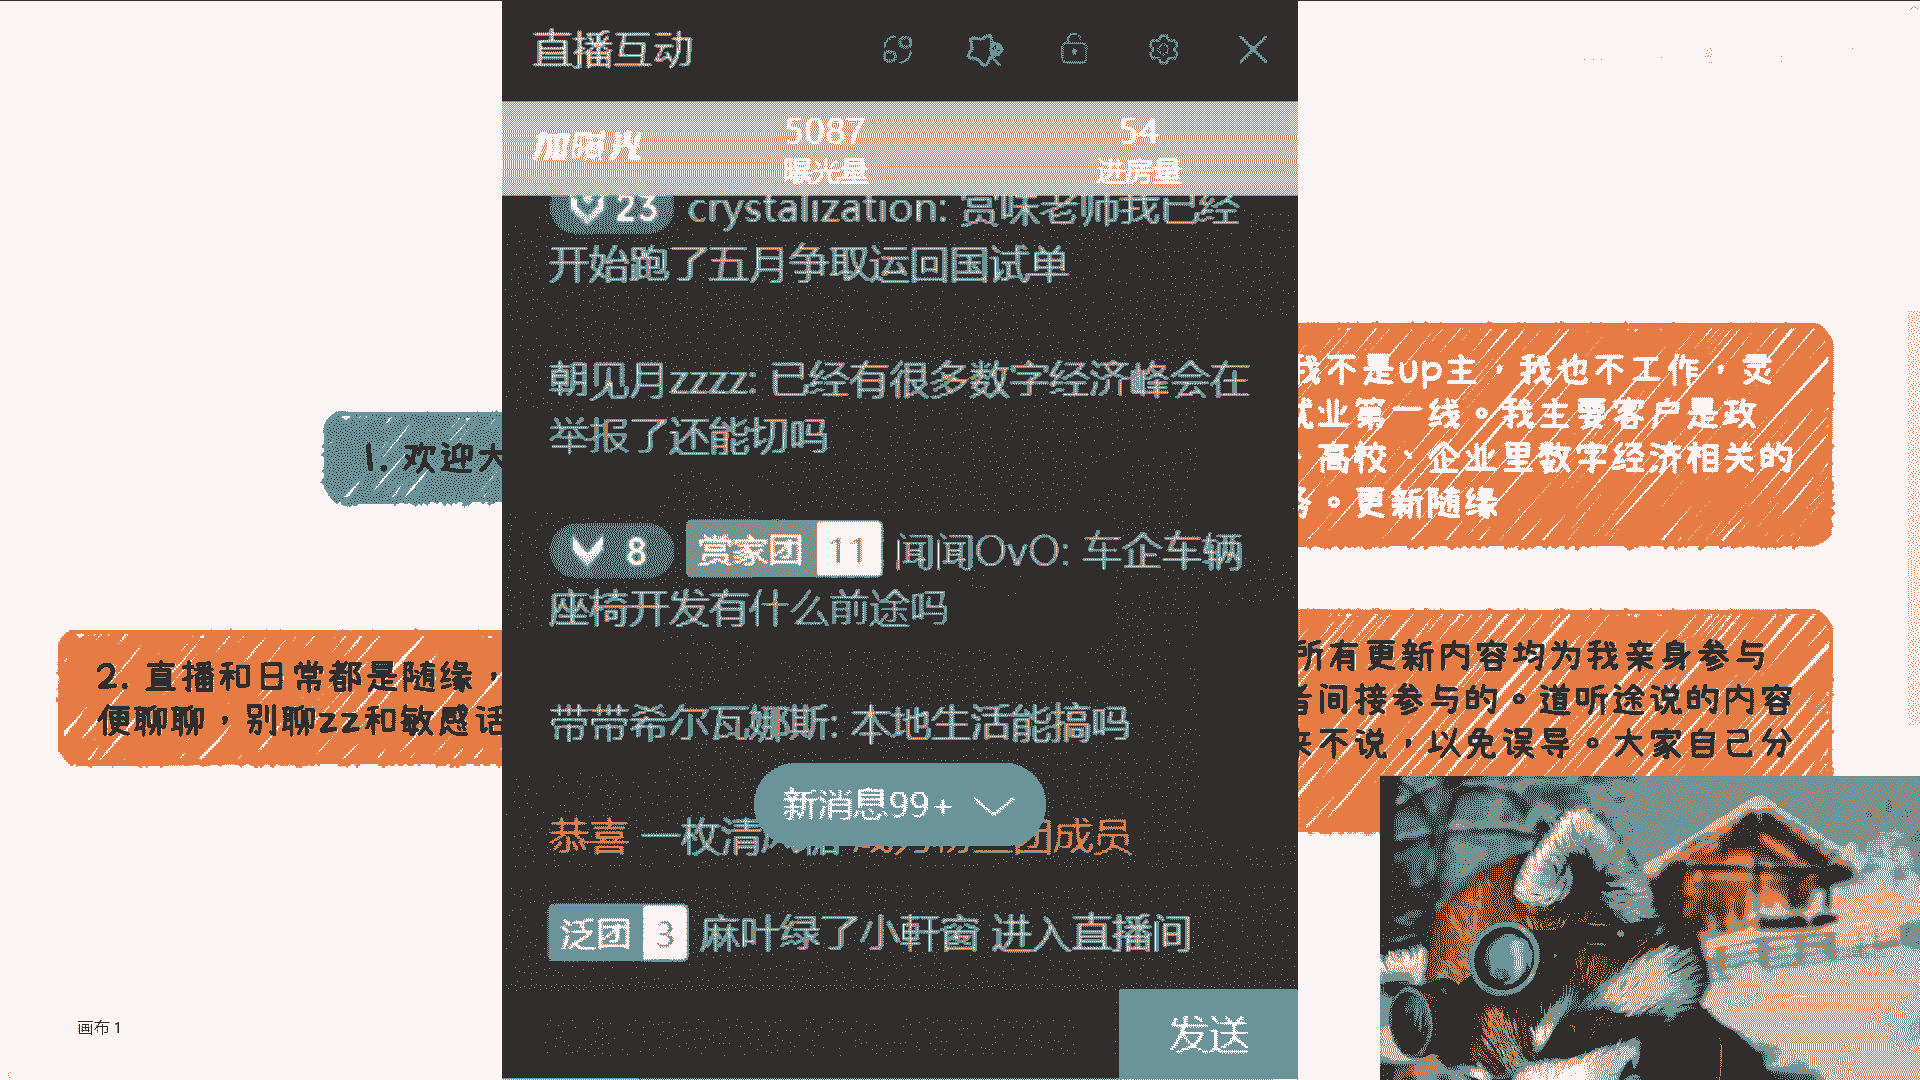 直播互动
加时光
5087
曝光量
54
进房量
23 crystalization: 赏味老师我已经
开始跑了五月争取运回国试单
朝见月zzzz: 已经有很多数字经济峰会在
举报了还能切吗
8 赏家团 11 闻闻OvO: 车企车辆
座椅开发有什么前途吗
带带希尔瓦娜斯: 本地生活能搞吗
新消息99+
恭喜 一枚清风榴 成为粉丝团成员
泛团 3 麻叶绿了小軒窗 进入直播间
发送
1. 欢迎大
2. 直播和日常都是随缘，
便聊聊，别聊zz和敏感话
我不是up主，我也不工作，灵
就业第一线。我主要客户是政
、高校、企业里数字经济相关的
务。更新随缘
所有更新内容均为我亲身参与
者间接参与的。道听途说的内容
来不说，以免误导。大家自己分
画布 1